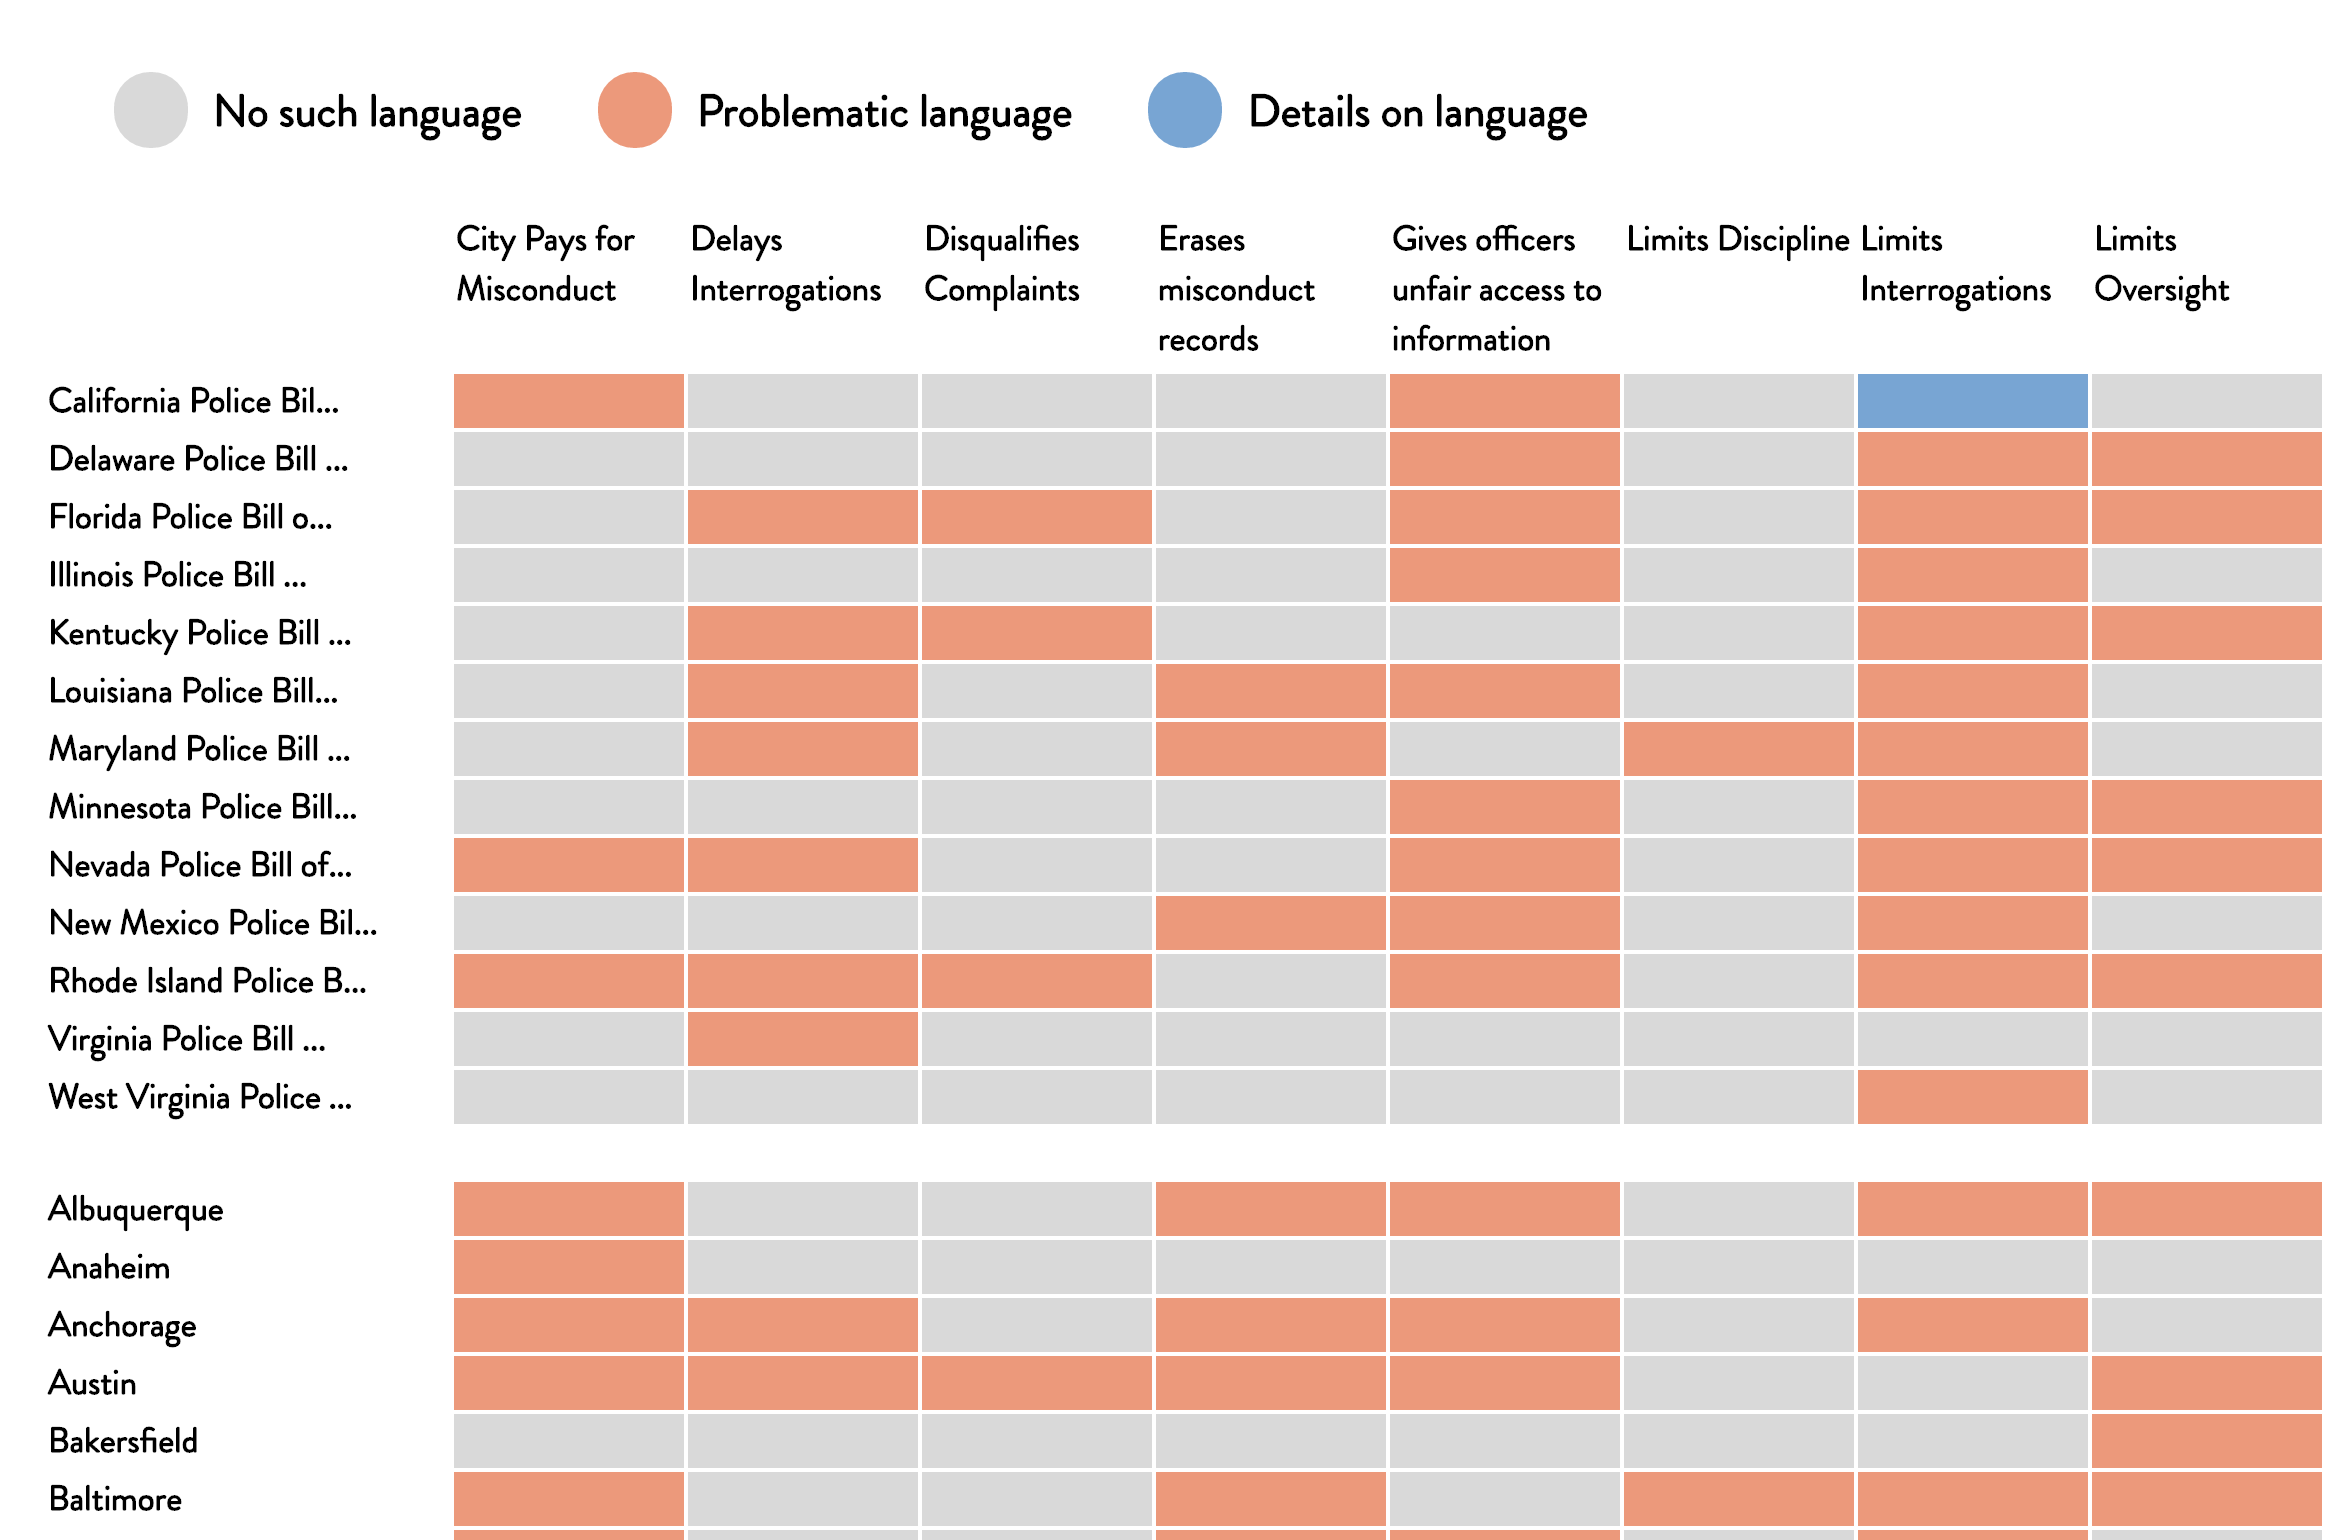 No such language
Problematic language
Details on language
City Pays for
Misconduct
Delays
Interrogations
Disqualifies
Complaints
Erases
misconduct
records
Gives officers
unfair access to
information
Limits Discipline
Limits
Interrogations
Limits
Oversight
California Police Bil...
Delaware Police Bill ...
Florida Police Bill o...
Illinois Police Bill ...
Kentucky Police Bill ...
Louisiana Police Bill...
Maryland Police Bill ...
Minnesota Police Bill...
Nevada Police Bill of...
New Mexico Police Bil...
Rhode Island Police B...
Virginia Police Bill ...
West Virginia Police ...
Albuquerque
Anaheim
Anchorage
Austin
Bakersfield
Baltimore